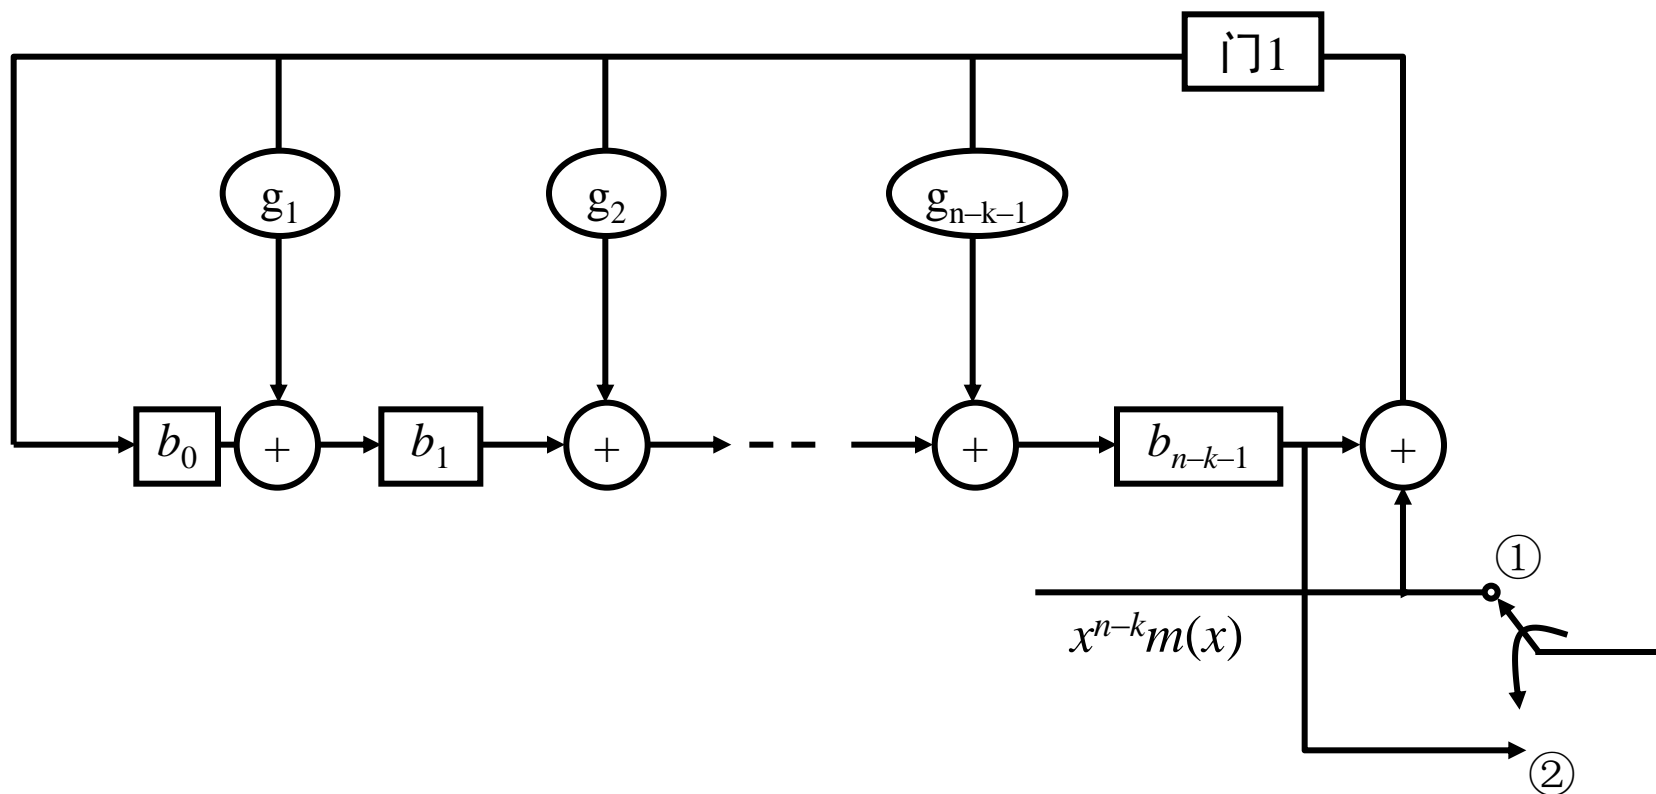 门1
g₁ g₂ gₙ₋ₖ₋₁
b₀ + b₁ + + bₙ₋ₖ₋₁ +
①
xⁿ⁻ᵏm(x)
②